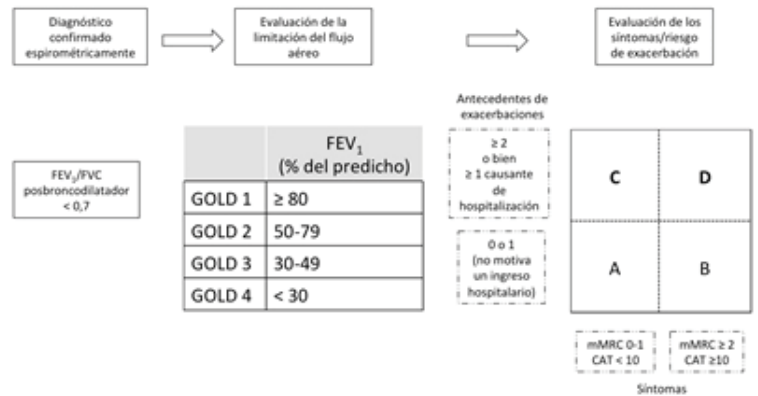 Diagnóstico
confirmado
espirométricamente
Evaluación de la
limitación del flujo
aéreo
Evaluación de los
síntomas/riesgo
de exacerbación
FEV₁/FVC
posbroncodilatador
< 0,7
FEV₁
(% del predicho)
GOLD 1 ≥ 80
GOLD 2 50-79
GOLD 3 30-49
GOLD 4 < 30
Antecedentes de
exacerbaciones
≥ 2
o bien
≥ 1 causante
de
hospitalización
0 o 1
(no motiva
un ingreso
hospitalario)
C D
A B
mMRC 0-1
CAT < 10
mMRC ≥ 2
CAT ≥10
Síntomas